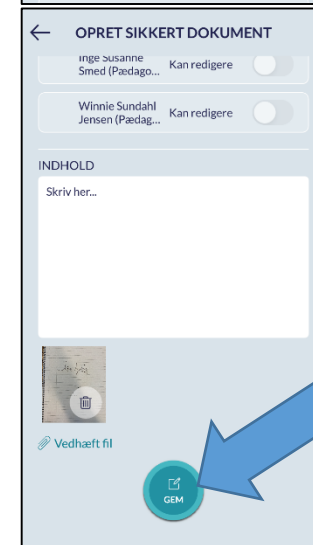 OPRET SIKKERT DOKUMENT
Inge Susanne
Smed (Pædago... Kan redigere
Winnie Sundahl
Jensen (Pædag... Kan redigere
INDHOLD
Skriv her...
Vedhæft fil
GEM